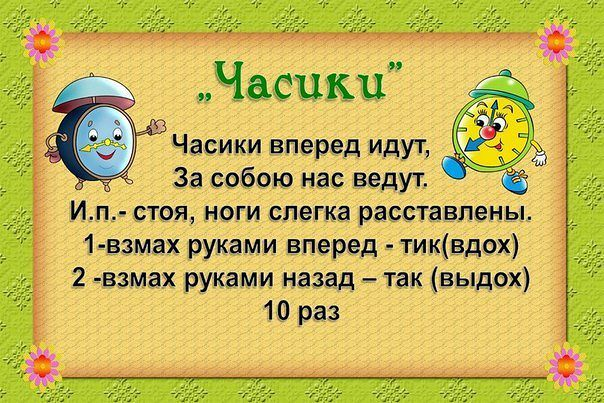 „Часики”
Часики вперед идут,
За собою нас ведут.
И.п.- стоя, ноги слегка расставлены.
1-взмах руками вперед - тик(вдох)
2 -взмах руками назад – так (выдох)
10 раз